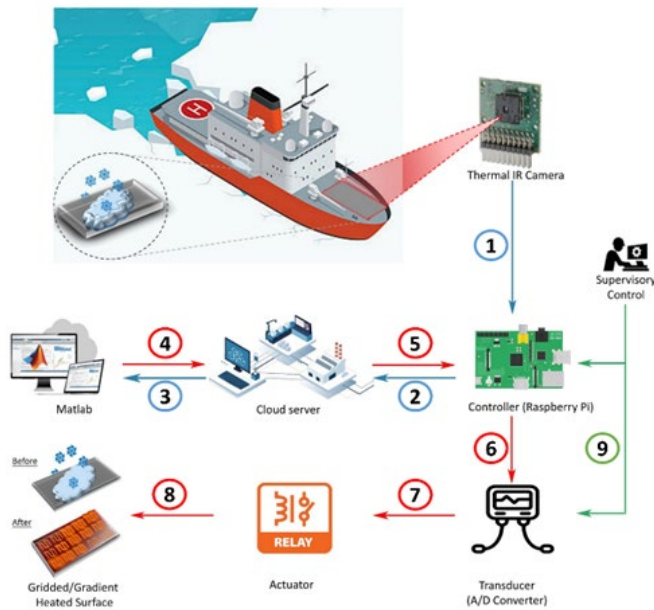 H
Thermal IR Camera
1
Supervisory
Control
4
5
3
2
Matlab
Cloud server
Controller (Raspberry Pi)
6
9
Before
8
7
After
RELAY
Gridded/Gradient
Heated Surface
Actuator
Transducer
(A/D Converter)